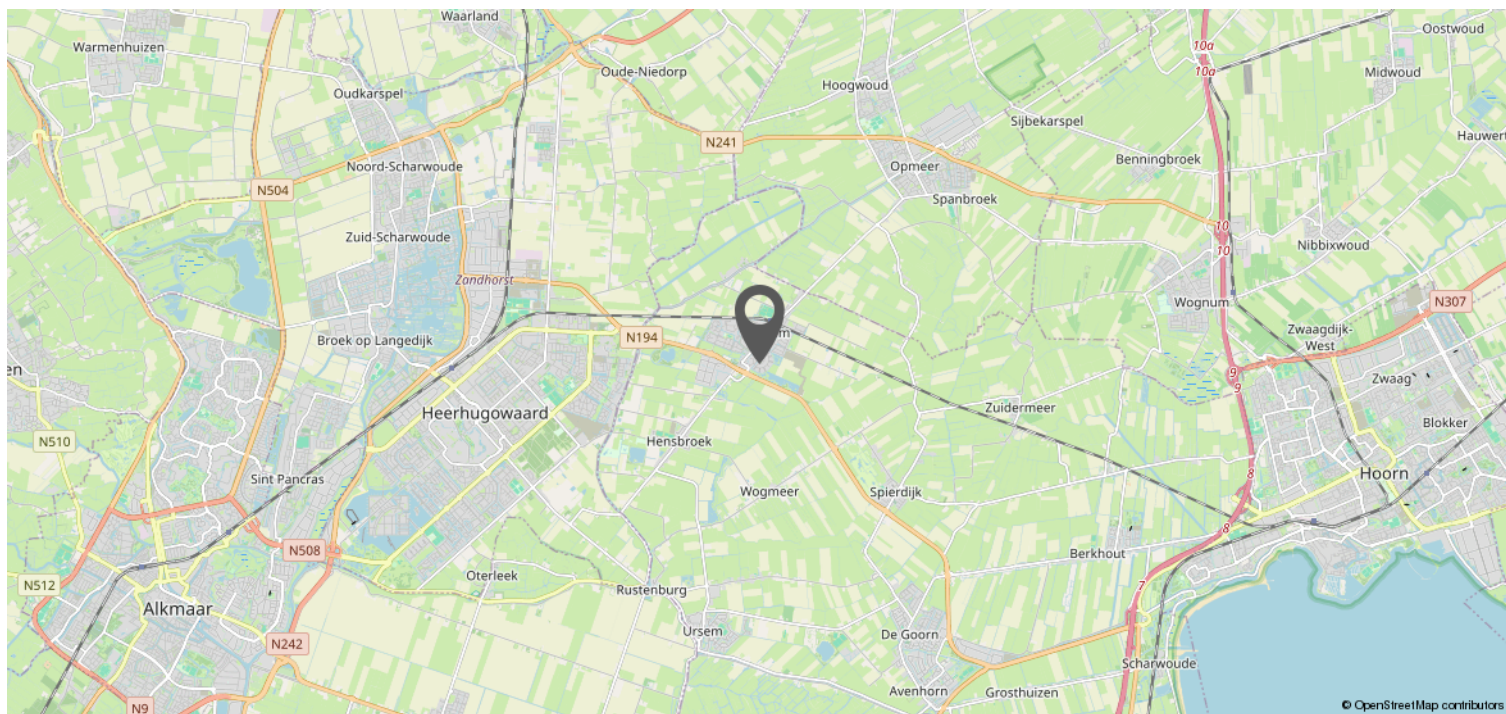 Waarland
Oostwoud
Warmenhuizen
10a
10a
Oude-Niedorp
Midwoud
Hoogwoud
Oudkarspel
Sijbekarspel
Hauwert
N241
Benningbroek
Noord-Scharwoude
Opmeer
N504
Spanbroek
10
Zuid-Scharwoude
10
Nibbixwoud
Zandhorst
Wognum
N307
Zwaagdijk-
West
N194
Broek op Langedijk
9
Zwaag
9
Heerhugowaard
Zuidermeer
Blokker
N510
Hensbroek
8
Hoorn
Sint Pancras
Wogmeer
Spierdijk
8
N508
Berkhout
Oterleek
N512
Rustenburg
7
Alkmaar
Ursem
De Goorn
N242
Scharwoude
Avenhorn
Grosthuizen
N9
© OpenStreetMap contributors